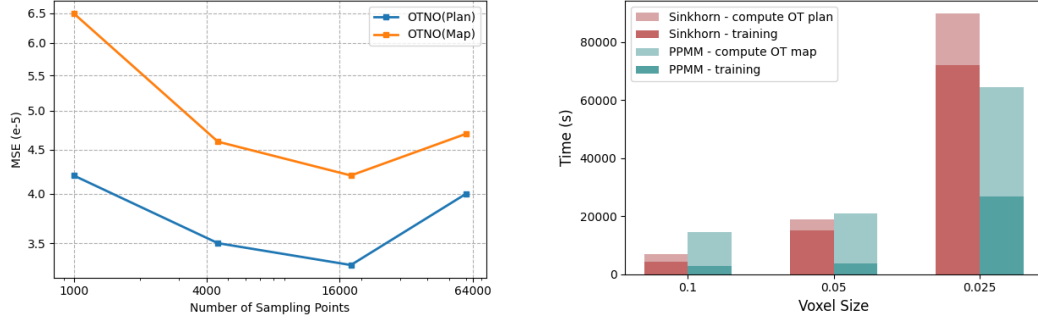 6.5
6.0
5.5
5.0
4.5
4.0
3.5
MSE (e-5)
1000
4000
16000
64000
Number of Sampling Points
OTNO(Plan)
OTNO(Map)
80000
60000
40000
20000
0
Time (s)
0.1
0.05
0.025
Voxel Size
Sinkhorn - compute OT plan
Sinkhorn - training
PPMM - compute OT map
PPMM - training